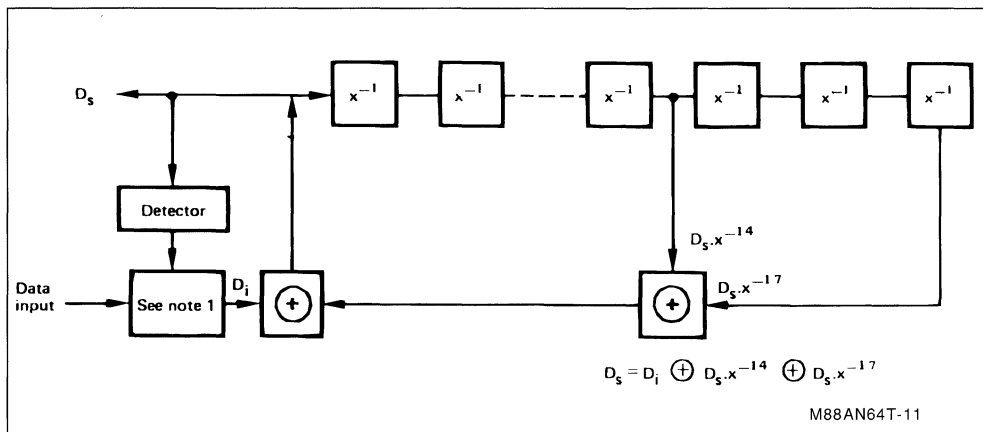 Dₛ
x⁻¹ x⁻¹ x⁻¹ x⁻¹ x⁻¹ x⁻¹
Detector
Dₛ.x⁻¹⁴
Data
input
See note 1
Dᵢ
⊕
⊕
Dₛ.x⁻¹⁷
Dₛ = Dᵢ ⊕ Dₛ.x⁻¹⁴ ⊕ Dₛ.x⁻¹⁷
M88AN64T-11